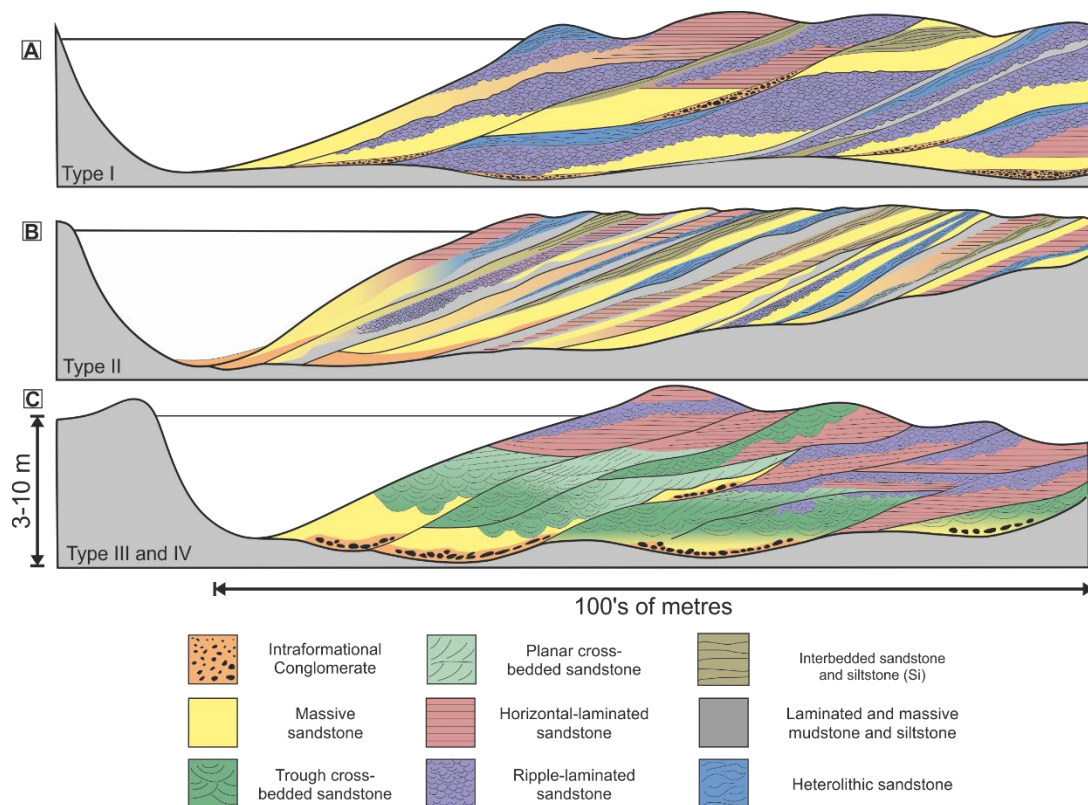 A
Type I
B
Type II
C
3-10 m
Type III and IV
100's of metres
Intraformational
Conglomerate
Planar cross-
bedded sandstone
Interbedded sandstone
and siltstone (Si)
Massive
sandstone
Horizontal-laminated
sandstone
Laminated and massive
mudstone and siltstone
Trough cross-
bedded sandstone
Ripple-laminated
sandstone
Heterolithic sandstone